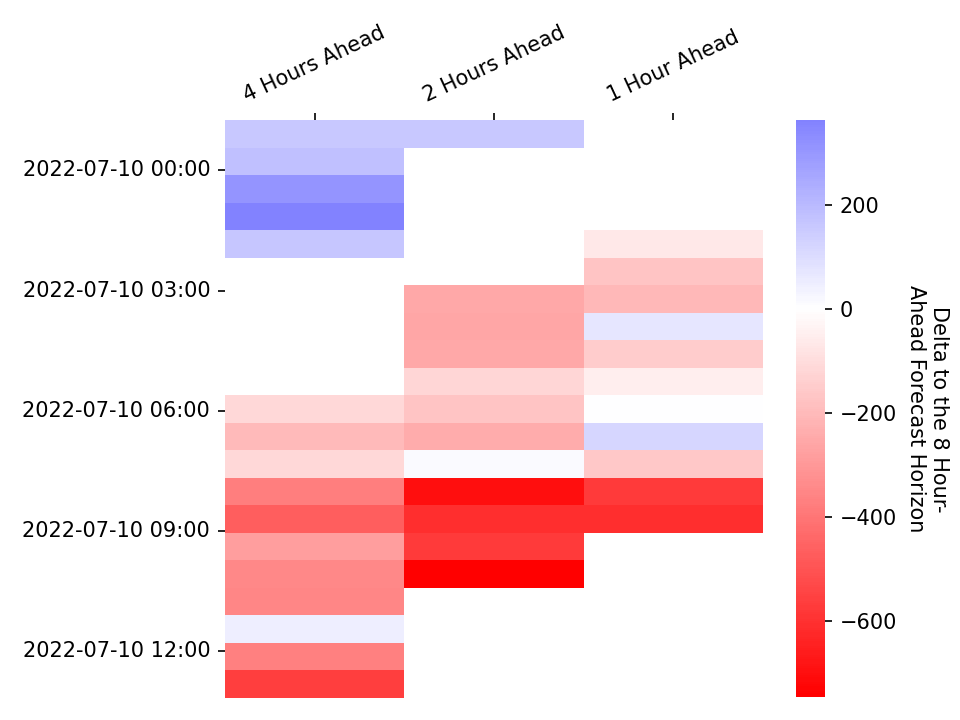 4 Hours Ahead
2 Hours Ahead
1 Hour Ahead
2022-07-10 00:00
2022-07-10 03:00
2022-07-10 06:00
2022-07-10 09:00
2022-07-10 12:00
200
0
−200
−400
−600
Delta to the 8 Hour-
Ahead Forecast Horizon